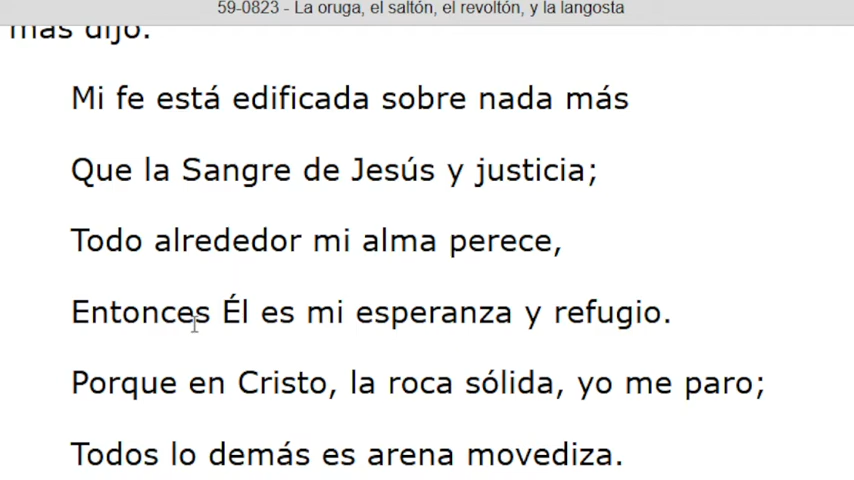 59-0823 - La oruga, el saltón, el revoltón, y la langosta
mas dijo.
Mi fe está edificada sobre nada más
Que la Sangre de Jesús y justicia;
Todo alrededor mi alma perece,
Entonces Él es mi esperanza y refugio.
Porque en Cristo, la roca sólida, yo me paro;
Todos lo demás es arena movediza.